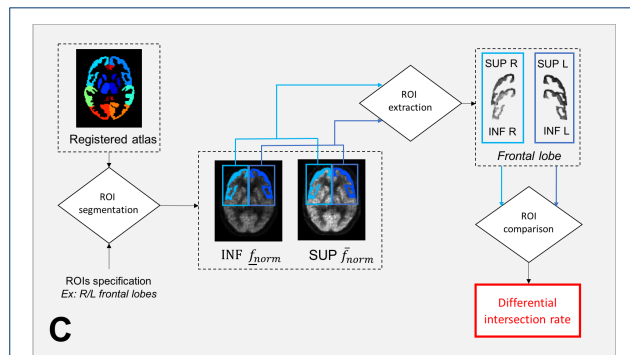 Registered atlas
ROI
segmentation
ROIs specification
Ex: R/L frontal lobes
INF f_norm
SUP f̄_norm
ROI
extraction
SUP R
SUP L
INF R
INF L
Frontal lobe
ROI
comparison
Differential
intersection rate
C